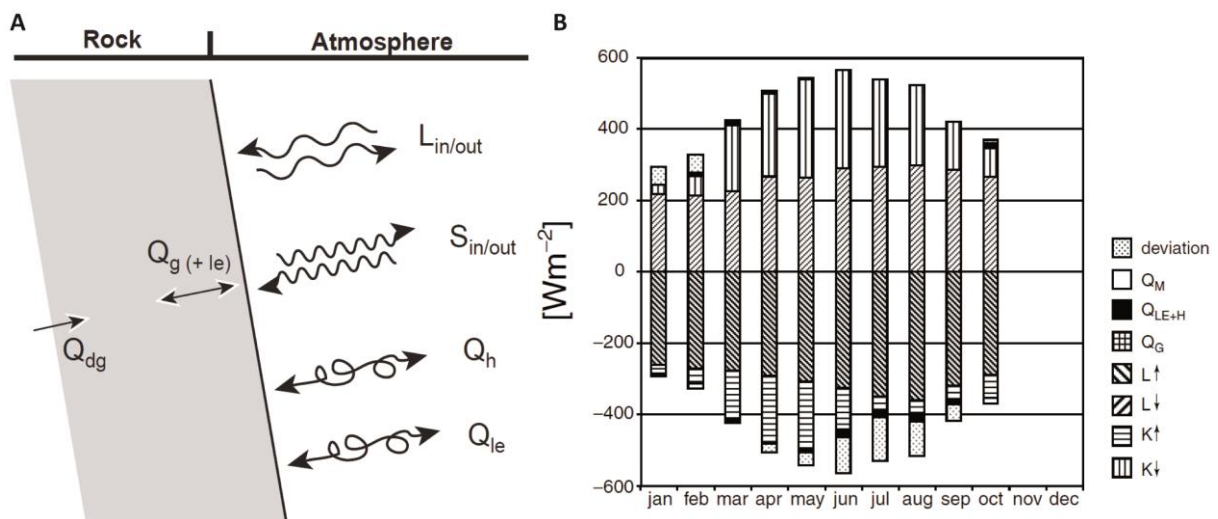 A
Rock
Atmosphere
L in/out
S in/out
Q g (+ le)
Q dg
Q h
Q le
B
[Wm−2]
600
400
200
0
−200
−400
−600
jan feb mar apr may jun jul aug sep oct nov dec
deviation
Q M
Q LE+H
Q G
L↑
L↓
K↑
K↓